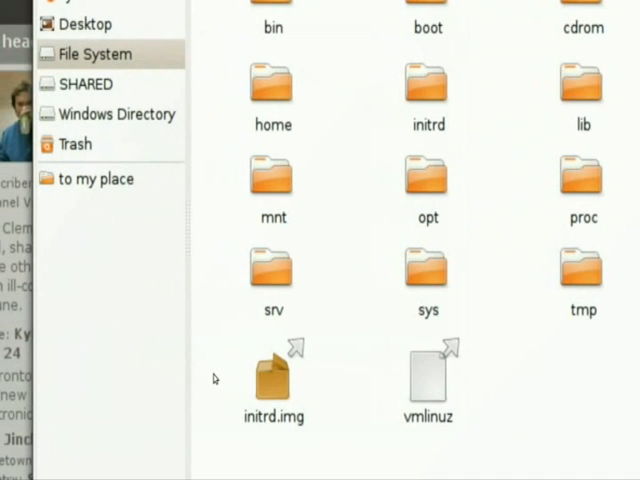 Desktop
File System
SHARED
Windows Directory
Trash
to my place
bin boot cdrom
home initrd lib
mnt opt proc
srv sys tmp
initrd.img vmlinuz
24